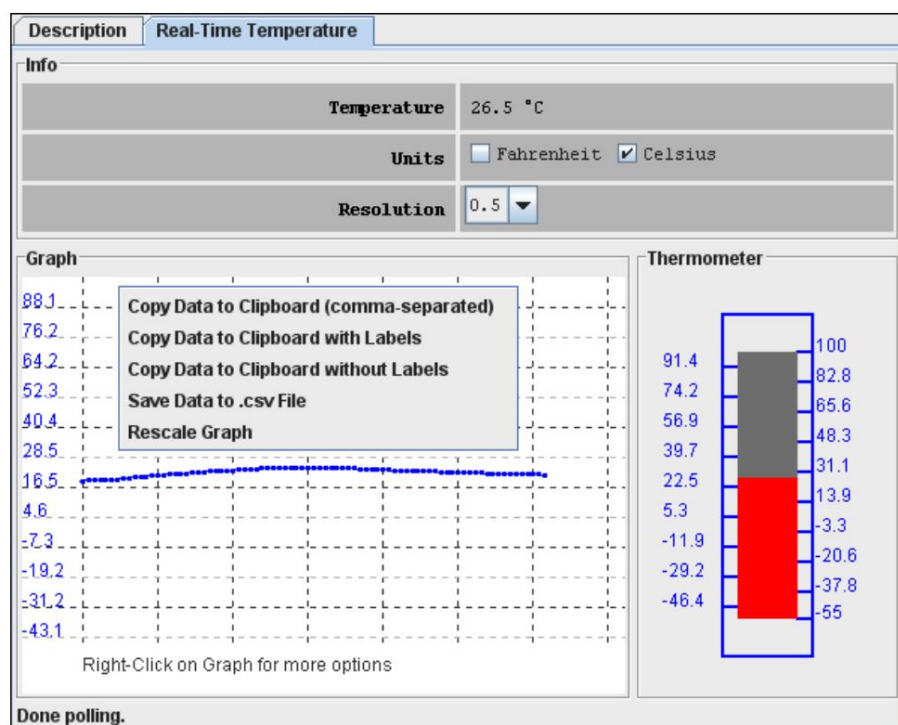 Description Real-Time Temperature
Info
Temperature 26.5 °C
Units Fahrenheit Celsius
Resolution 0.5
Graph
88.1
76.2
64.2
52.3
40.4
28.5
16.5
4.6
-7.3
-19.2
-31.2
-43.1
Copy Data to Clipboard (comma-separated)
Copy Data to Clipboard with Labels
Copy Data to Clipboard without Labels
Save Data to .csv File
Rescale Graph
Right-Click on Graph for more options
Thermometer
91.4
74.2
56.9
39.7
22.5
5.3
-11.9
-29.2
-46.4
100
82.8
65.6
48.3
31.1
13.9
-3.3
-20.6
-37.8
-55
Done polling.